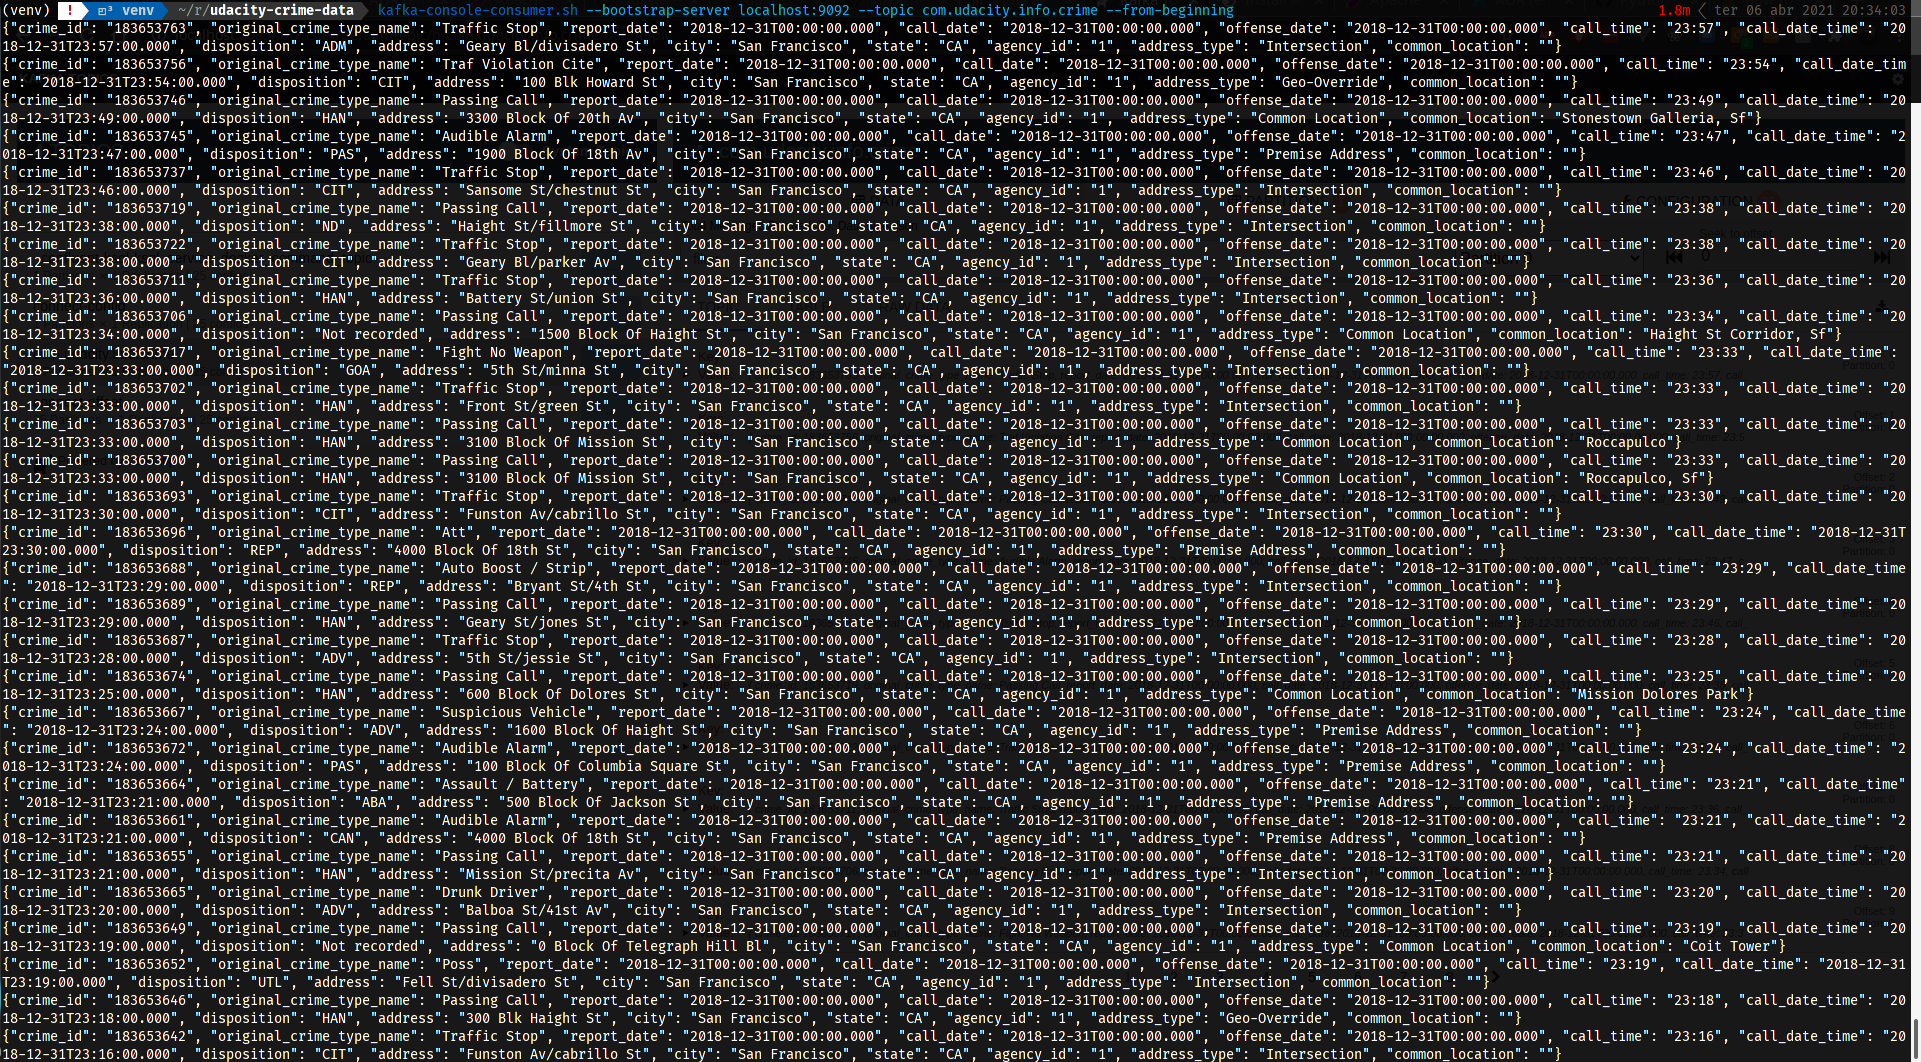 (venv) ! venv ~/r/udacity-crime-data kafka-console-consumer.sh --bootstrap-server localhost:9092 --topic com.udacity.info.crime --from-beginning 1.8m ter 06 abr 2021 20:34:03
{"crime_id": "183653763", "original_crime_type_name": "Traffic Stop", "report_date": "2018-12-31T00:00:00.000", "call_date": "2018-12-31T00:00:00.000", "offense_date": "2018-12-31T00:00:00.000", "call_time": "23:57", "call_date_time": "20
18-12-31T23:57:00.000", "disposition": "ADM", "address": "Geary Bl/divisadero St", "city": "San Francisco", "state": "CA", "agency_id": "1", "address_type": "Intersection", "common_location": ""}
{"crime_id": "183653756", "original_crime_type_name": "Traf Violation Cite", "report_date": "2018-12-31T00:00:00.000", "call_date": "2018-12-31T00:00:00.000", "offense_date": "2018-12-31T00:00:00.000", "call_time": "23:54", "call_date_tim
e": "2018-12-31T23:54:00.000", "disposition": "CIT", "address": "100 Blk Howard St", "city": "San Francisco", "state": "CA", "agency_id": "1", "address_type": "Geo-Override", "common_location": ""}
{"crime_id": "183653746", "original_crime_type_name": "Passing Call", "report_date": "2018-12-31T00:00:00.000", "call_date": "2018-12-31T00:00:00.000", "offense_date": "2018-12-31T00:00:00.000", "call_time": "23:49", "call_date_time": "20
18-12-31T23:49:00.000", "disposition": "HAN", "address": "3300 Block Of 20th Av", "city": "San Francisco", "state": "CA", "agency_id": "1", "address_type": "Common Location", "common_location": "Stonestown Galleria, Sf"}
{"crime_id": "183653745", "original_crime_type_name": "Audible Alarm", "report_date": "2018-12-31T00:00:00.000", "call_date": "2018-12-31T00:00:00.000", "offense_date": "2018-12-31T00:00:00.000", "call_time": "23:47", "call_date_time": "2
018-12-31T23:47:00.000", "disposition": "PAS", "address": "1900 Block Of 18th Av", "city": "San Francisco", "state": "CA", "agency_id": "1", "address_type": "Premise Address", "common_location": ""}
{"crime_id": "183653737", "original_crime_type_name": "Traffic Stop", "report_date": "2018-12-31T00:00:00.000", "call_date": "2018-12-31T00:00:00.000", "offense_date": "2018-12-31T00:00:00.000", "call_time": "23:46", "call_date_time": "20
18-12-31T23:46:00.000", "disposition": "CIT", "address": "Sansome St/chestnut St", "city": "San Francisco", "state": "CA", "agency_id": "1", "address_type": "Intersection", "common_location": ""}
{"crime_id": "183653719", "original_crime_type_name": "Passing Call", "report_date": "2018-12-31T00:00:00.000", "call_date": "2018-12-31T00:00:00.000", "offense_date": "2018-12-31T00:00:00.000", "call_time": "23:38", "call_date_time": "20
18-12-31T23:38:00.000", "disposition": "ND", "address": "Haight St/fillmore St", "city": "San Francisco", "state": "CA", "agency_id": "1", "address_type": "Intersection", "common_location": ""}
{"crime_id": "183653722", "original_crime_type_name": "Traffic Stop", "report_date": "2018-12-31T00:00:00.000", "call_date": "2018-12-31T00:00:00.000", "offense_date": "2018-12-31T00:00:00.000", "call_time": "23:38", "call_date_time": "20
18-12-31T23:38:00.000", "disposition": "CIT", "address": "Geary Bl/parker Av", "city": "San Francisco", "state": "CA", "agency_id": "1", "address_type": "Intersection", "common_location": ""}
{"crime_id": "183653711", "original_crime_type_name": "Traffic Stop", "report_date": "2018-12-31T00:00:00.000", "call_date": "2018-12-31T00:00:00.000", "offense_date": "2018-12-31T00:00:00.000", "call_time": "23:36", "call_date_time": "20
18-12-31T23:36:00.000", "disposition": "HAN", "address": "Battery St/union St", "city": "San Francisco", "state": "CA", "agency_id": "1", "address_type": "Intersection", "common_location": ""}
{"crime_id": "183653706", "original_crime_type_name": "Passing Call", "report_date": "2018-12-31T00:00:00.000", "call_date": "2018-12-31T00:00:00.000", "offense_date": "2018-12-31T00:00:00.000", "call_time": "23:34", "call_date_time": "20
18-12-31T23:34:00.000", "disposition": "Not recorded", "address": "1500 Block Of Haight St", "city": "San Francisco", "state": "CA", "agency_id": "1", "address_type": "Common Location", "common_location": "Haight St Corridor, Sf"}
{"crime_id": "183653717", "original_crime_type_name": "Fight No Weapon", "report_date": "2018-12-31T00:00:00.000", "call_date": "2018-12-31T00:00:00.000", "offense_date": "2018-12-31T00:00:00.000", "call_time": "23:33", "call_date_time":
"2018-12-31T23:33:00.000", "disposition": "GOA", "address": "5th St/minna St", "city": "San Francisco", "state": "CA", "agency_id": "1", "address_type": "Intersection", "common_location": ""}
{"crime_id": "183653702", "original_crime_type_name": "Traffic Stop", "report_date": "2018-12-31T00:00:00.000", "call_date": "2018-12-31T00:00:00.000", "offense_date": "2018-12-31T00:00:00.000", "call_time": "23:33", "call_date_time": "20
18-12-31T23:33:00.000", "disposition": "HAN", "address": "Front St/green St", "city": "San Francisco", "state": "CA", "agency_id": "1", "address_type": "Intersection", "common_location": ""}
{"crime_id": "183653703", "original_crime_type_name": "Passing Call", "report_date": "2018-12-31T00:00:00.000", "call_date": "2018-12-31T00:00:00.000", "offense_date": "2018-12-31T00:00:00.000", "call_time": "23:33", "call_date_time": "20
18-12-31T23:33:00.000", "disposition": "HAN", "address": "3100 Block Of Mission St", "city": "San Francisco", "state": "CA", "agency_id": "1", "address_type": "Common Location", "common_location": "Roccapulco"}
{"crime_id": "183653700", "original_crime_type_name": "Passing Call", "report_date": "2018-12-31T00:00:00.000", "call_date": "2018-12-31T00:00:00.000", "offense_date": "2018-12-31T00:00:00.000", "call_time": "23:33", "call_date_time": "20
18-12-31T23:33:00.000", "disposition": "HAN", "address": "3100 Block Of Mission St", "city": "San Francisco", "state": "CA", "agency_id": "1", "address_type": "Common Location", "common_location": "Roccapulco, Sf"}
{"crime_id": "183653693", "original_crime_type_name": "Traffic Stop", "report_date": "2018-12-31T00:00:00.000", "call_date": "2018-12-31T00:00:00.000", "offense_date": "2018-12-31T00:00:00.000", "call_time": "23:30", "call_date_time": "20
18-12-31T23:30:00.000", "disposition": "CIT", "address": "Funston Av/cabrillo St", "city": "San Francisco", "state": "CA", "agency_id": "1", "address_type": "Intersection", "common_location": ""}
{"crime_id": "183653696", "original_crime_type_name": "Att", "report_date": "2018-12-31T00:00:00.000", "call_date": "2018-12-31T00:00:00.000", "offense_date": "2018-12-31T00:00:00.000", "call_time": "23:30", "call_date_time": "2018-12-31T
23:30:00.000", "disposition": "REP", "address": "4000 Block Of 18th St", "city": "San Francisco", "state": "CA", "agency_id": "1", "address_type": "Premise Address", "common_location": ""}
{"crime_id": "183653688", "original_crime_type_name": "Auto Boost / Strip", "report_date": "2018-12-31T00:00:00.000", "call_date": "2018-12-31T00:00:00.000", "offense_date": "2018-12-31T00:00:00.000", "call_time": "23:29", "call_date_time
": "2018-12-31T23:29:00.000", "disposition": "REP", "address": "Bryant St/4th St", "city": "San Francisco", "state": "CA", "agency_id": "1", "address_type": "Intersection", "common_location": ""}
{"crime_id": "183653689", "original_crime_type_name": "Passing Call", "report_date": "2018-12-31T00:00:00.000", "call_date": "2018-12-31T00:00:00.000", "offense_date": "2018-12-31T00:00:00.000", "call_time": "23:29", "call_date_time": "20
18-12-31T23:29:00.000", "disposition": "HAN", "address": "Geary St/jones St", "city": "San Francisco", "state": "CA", "agency_id": "1", "address_type": "Intersection", "common_location": ""}
{"crime_id": "183653687", "original_crime_type_name": "Traffic Stop", "report_date": "2018-12-31T00:00:00.000", "call_date": "2018-12-31T00:00:00.000", "offense_date": "2018-12-31T00:00:00.000", "call_time": "23:28", "call_date_time": "20
18-12-31T23:28:00.000", "disposition": "ADV", "address": "5th St/jessie St", "city": "San Francisco", "state": "CA", "agency_id": "1", "address_type": "Intersection", "common_location": ""}
{"crime_id": "183653674", "original_crime_type_name": "Passing Call", "report_date": "2018-12-31T00:00:00.000", "call_date": "2018-12-31T00:00:00.000", "offense_date": "2018-12-31T00:00:00.000", "call_time": "23:25", "call_date_time": "20
18-12-31T23:25:00.000", "disposition": "HAN", "address": "600 Block Of Dolores St", "city": "San Francisco", "state": "CA", "agency_id": "1", "address_type": "Common Location", "common_location": "Mission Dolores Park"}
{"crime_id": "183653667", "original_crime_type_name": "Suspicious Vehicle", "report_date": "2018-12-31T00:00:00.000", "call_date": "2018-12-31T00:00:00.000", "offense_date": "2018-12-31T00:00:00.000", "call_time": "23:24", "call_date_time
": "2018-12-31T23:24:00.000", "disposition": "ADV", "address": "1600 Block Of Haight St", "city": "San Francisco", "state": "CA", "agency_id": "1", "address_type": "Premise Address", "common_location": ""}
{"crime_id": "183653672", "original_crime_type_name": "Audible Alarm", "report_date": "2018-12-31T00:00:00.000", "call_date": "2018-12-31T00:00:00.000", "offense_date": "2018-12-31T00:00:00.000", "call_time": "23:24", "call_date_time": "2
018-12-31T23:24:00.000", "disposition": "PAS", "address": "100 Block Of Columbia Square St", "city": "San Francisco", "state": "CA", "agency_id": "1", "address_type": "Premise Address", "common_location": ""}
{"crime_id": "183653664", "original_crime_type_name": "Assault / Battery", "report_date": "2018-12-31T00:00:00.000", "call_date": "2018-12-31T00:00:00.000", "offense_date": "2018-12-31T00:00:00.000", "call_time": "23:21", "call_date_time"
: "2018-12-31T23:21:00.000", "disposition": "ABA", "address": "500 Block Of Jackson St", "city": "San Francisco", "state": "CA", "agency_id": "1", "address_type": "Premise Address", "common_location": ""}
{"crime_id": "183653661", "original_crime_type_name": "Audible Alarm", "report_date": "2018-12-31T00:00:00.000", "call_date": "2018-12-31T00:00:00.000", "offense_date": "2018-12-31T00:00:00.000", "call_time": "23:21", "call_date_time": "2
018-12-31T23:21:00.000", "disposition": "CAN", "address": "4000 Block Of 18th St", "city": "San Francisco", "state": "CA", "agency_id": "1", "address_type": "Premise Address", "common_location": ""}
{"crime_id": "183653655", "original_crime_type_name": "Passing Call", "report_date": "2018-12-31T00:00:00.000", "call_date": "2018-12-31T00:00:00.000", "offense_date": "2018-12-31T00:00:00.000", "call_time": "23:21", "call_date_time": "20
18-12-31T23:21:00.000", "disposition": "HAN", "address": "Mission St/precita Av", "city": "San Francisco", "state": "CA", "agency_id": "1", "address_type": "Intersection", "common_location": ""}
{"crime_id": "183653665", "original_crime_type_name": "Drunk Driver", "report_date": "2018-12-31T00:00:00.000", "call_date": "2018-12-31T00:00:00.000", "offense_date": "2018-12-31T00:00:00.000", "call_time": "23:20", "call_date_time": "20
18-12-31T23:20:00.000", "disposition": "ADV", "address": "Balboa St/41st Av", "city": "San Francisco", "state": "CA", "agency_id": "1", "address_type": "Intersection", "common_location": ""}
{"crime_id": "183653649", "original_crime_type_name": "Passing Call", "report_date": "2018-12-31T00:00:00.000", "call_date": "2018-12-31T00:00:00.000", "offense_date": "2018-12-31T00:00:00.000", "call_time": "23:19", "call_date_time": "20
18-12-31T23:19:00.000", "disposition": "Not recorded", "address": "0 Block Of Telegraph Hill Bl", "city": "San Francisco", "state": "CA", "agency_id": "1", "address_type": "Common Location", "common_location": "Coit Tower"}
{"crime_id": "183653652", "original_crime_type_name": "Poss", "report_date": "2018-12-31T00:00:00.000", "call_date": "2018-12-31T00:00:00.000", "offense_date": "2018-12-31T00:00:00.000", "call_time": "23:19", "call_date_time": "2018-12-31
T23:19:00.000", "disposition": "UTL", "address": "Fell St/divisadero St", "city": "San Francisco", "state": "CA", "agency_id": "1", "address_type": "Intersection", "common_location": ""}
{"crime_id": "183653646", "original_crime_type_name": "Passing Call", "report_date": "2018-12-31T00:00:00.000", "call_date": "2018-12-31T00:00:00.000", "offense_date": "2018-12-31T00:00:00.000", "call_time": "23:18", "call_date_time": "20
18-12-31T23:18:00.000", "disposition": "HAN", "address": "300 Blk Haight St", "city": "San Francisco", "state": "CA", "agency_id": "1", "address_type": "Geo-Override", "common_location": ""}
{"crime_id": "183653642", "original_crime_type_name": "Traffic Stop", "report_date": "2018-12-31T00:00:00.000", "call_date": "2018-12-31T00:00:00.000", "offense_date": "2018-12-31T00:00:00.000", "call_time": "23:16", "call_date_time": "20
18-12-31T23:16:00.000", "disposition": "CIT", "address": "Funston Av/cabrillo St", "city": "San Francisco", "state": "CA", "agency_id": "1", "address_type": "Intersection", "common_location": ""}